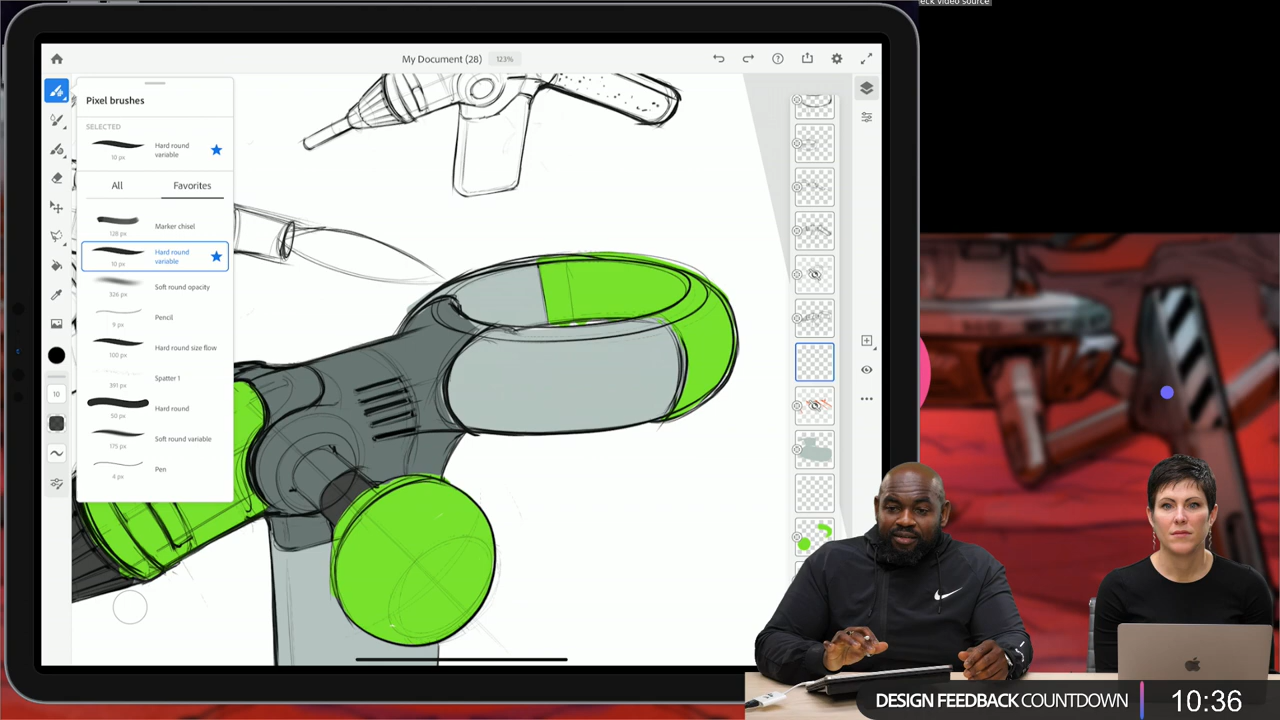 eck video source
My Document (28)
123%
Pixel brushes
SELECTED
Hard round
variable
10 px
All
Favorites
Marker chisel
128 px
Hard round
variable
10 px
Soft round opacity
326 px
Pencil
9 px
Hard round size flow
100 px
Spatter 1
391 px
Hard round
50 px
Soft round variable
175 px
Pen
4 px
10
DESIGN FEEDBACK COUNTDOWN
10:36